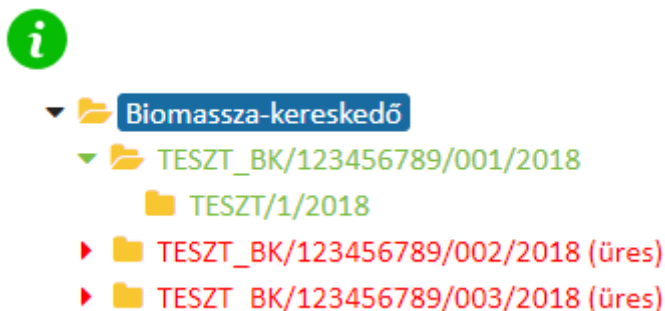 Biomassza-kereskedő
TESZT_BK/123456789/001/2018
TESZT/1/2018
TESZT_BK/123456789/002/2018 (üres)
TESZT_BK/123456789/003/2018 (üres)